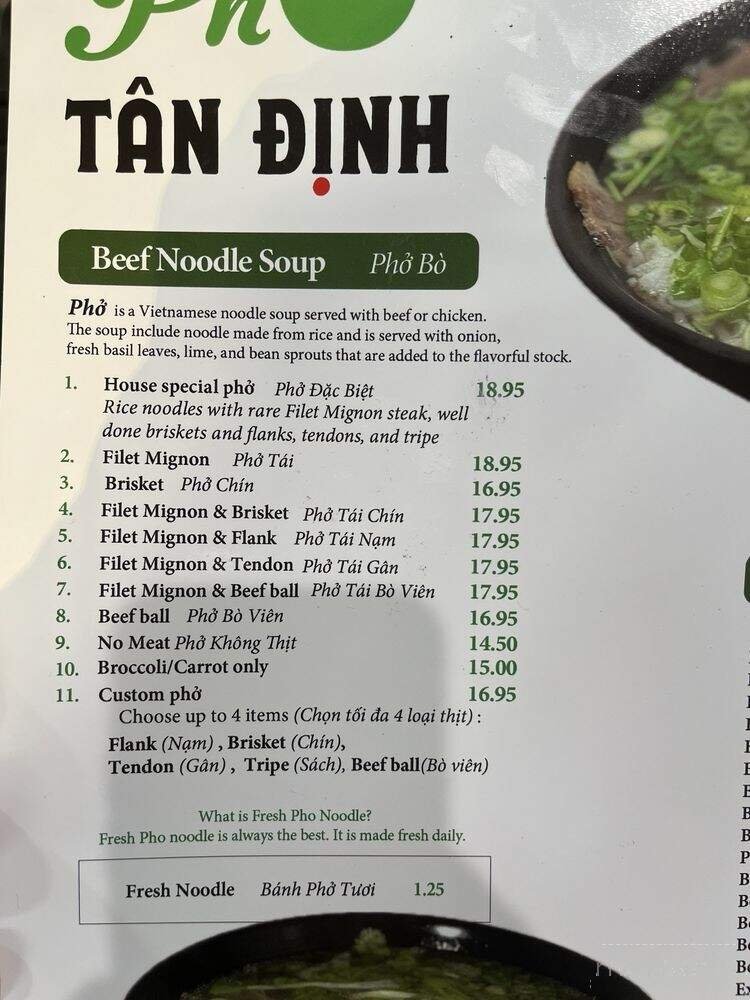 Phở
TÂN ĐỊNH
Beef Noodle Soup Phở Bò
Phở is a Vietnamese noodle soup served with beef or chicken.
The soup include noodle made from rice and is served with onion,
fresh basil leaves, lime, and bean sprouts that are added to the flavorful stock.
1. House special phở Phở Đặc Biệt 18.95
Rice noodles with rare Filet Mignon steak, well
done briskets and flanks, tendons, and tripe
2. Filet Mignon Phở Tái 18.95
3. Brisket Phở Chín 16.95
4. Filet Mignon & Brisket Phở Tái Chín 17.95
5. Filet Mignon & Flank Phở Tái Nạm 17.95
6. Filet Mignon & Tendon Phở Tái Gân 17.95
7. Filet Mignon & Beef ball Phở Tái Bò Viên 17.95
8. Beef ball Phở Bò Viên 16.95
9. No Meat Phở Không Thịt 14.50
10. Broccoli/Carrot only 15.00
11. Custom phở 16.95
Choose up to 4 items (Chọn tối đa 4 loại thịt) :
Flank (Nạm) , Brisket (Chín),
Tendon (Gân) , Tripe (Sách), Beef ball(Bò viên)
What is Fresh Pho Noodle?
Fresh Pho noodle is always the best. It is made fresh daily.
Fresh Noodle Bánh Phở Tươi 1.25